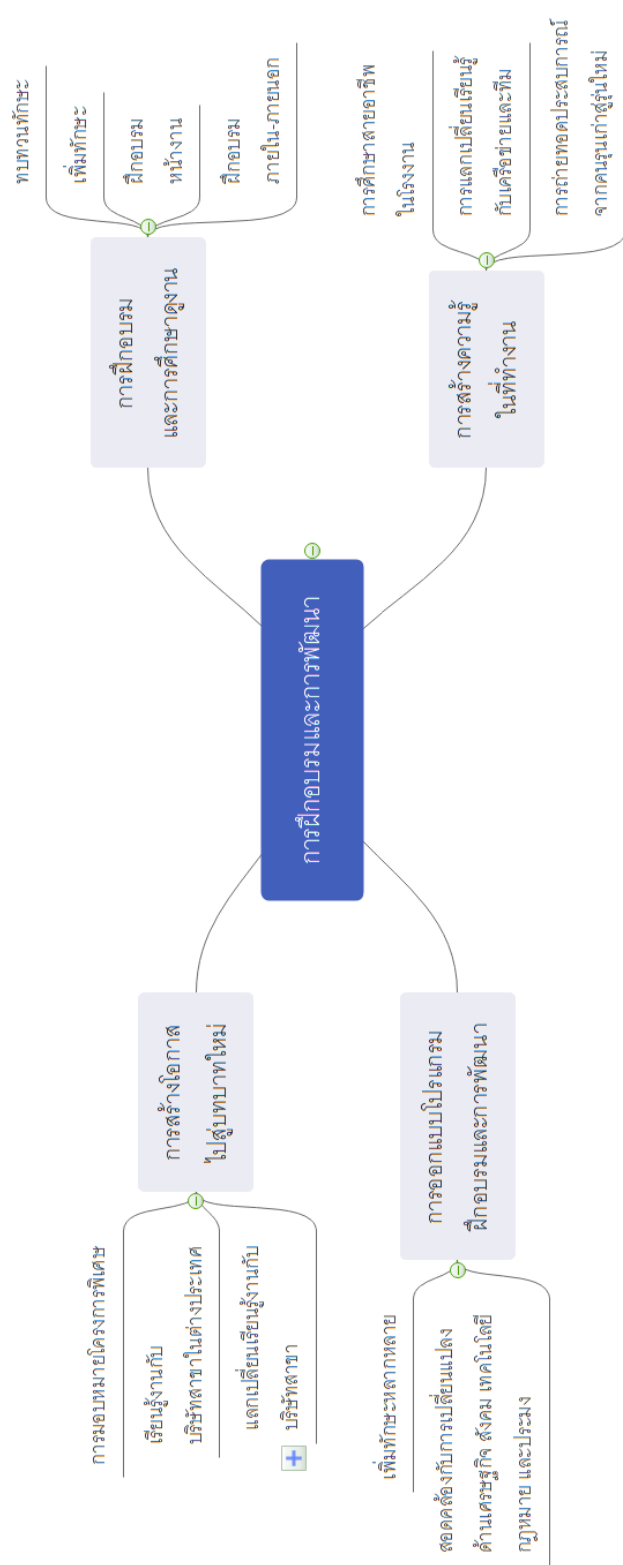 การฝึกอบรมและการพัฒนา
การฝึกอบรม
และการศึกษาดูงาน
ทบทวนทักษะ
เพิ่มทักษะ
ฝึกอบรม
หน้างาน
ฝึกอบรม
ภายใน-ภายนอก
การสร้างความรู้
ในที่ทำงาน
การศึกษาสายอาชีพ
ในโรงงาน
การแลกเปลี่ยนเรียนรู้
กับเครือข่ายและทีม
การถ่ายทอดประสบการณ์
จากคนรุ่นเก่าสู่รุ่นใหม่
การสร้างโอกาส
ไปสู่บทบาทใหม่
การมอบหมายโครงการพิเศษ
เรียนรู้งานกับ
บริษัทสาขาในต่างประเทศ
แลกเปลี่ยนเรียนรู้งานกับ
บริษัทสาขา
การออกแบบโปรแกรม
ฝึกอบรมและการพัฒนา
เพิ่มทักษะหลากหลาย
สอดคล้องกับการเปลี่ยนแปลง
ด้านเศรษฐกิจ สังคม เทคโนโลยี
กฎหมาย และประมง